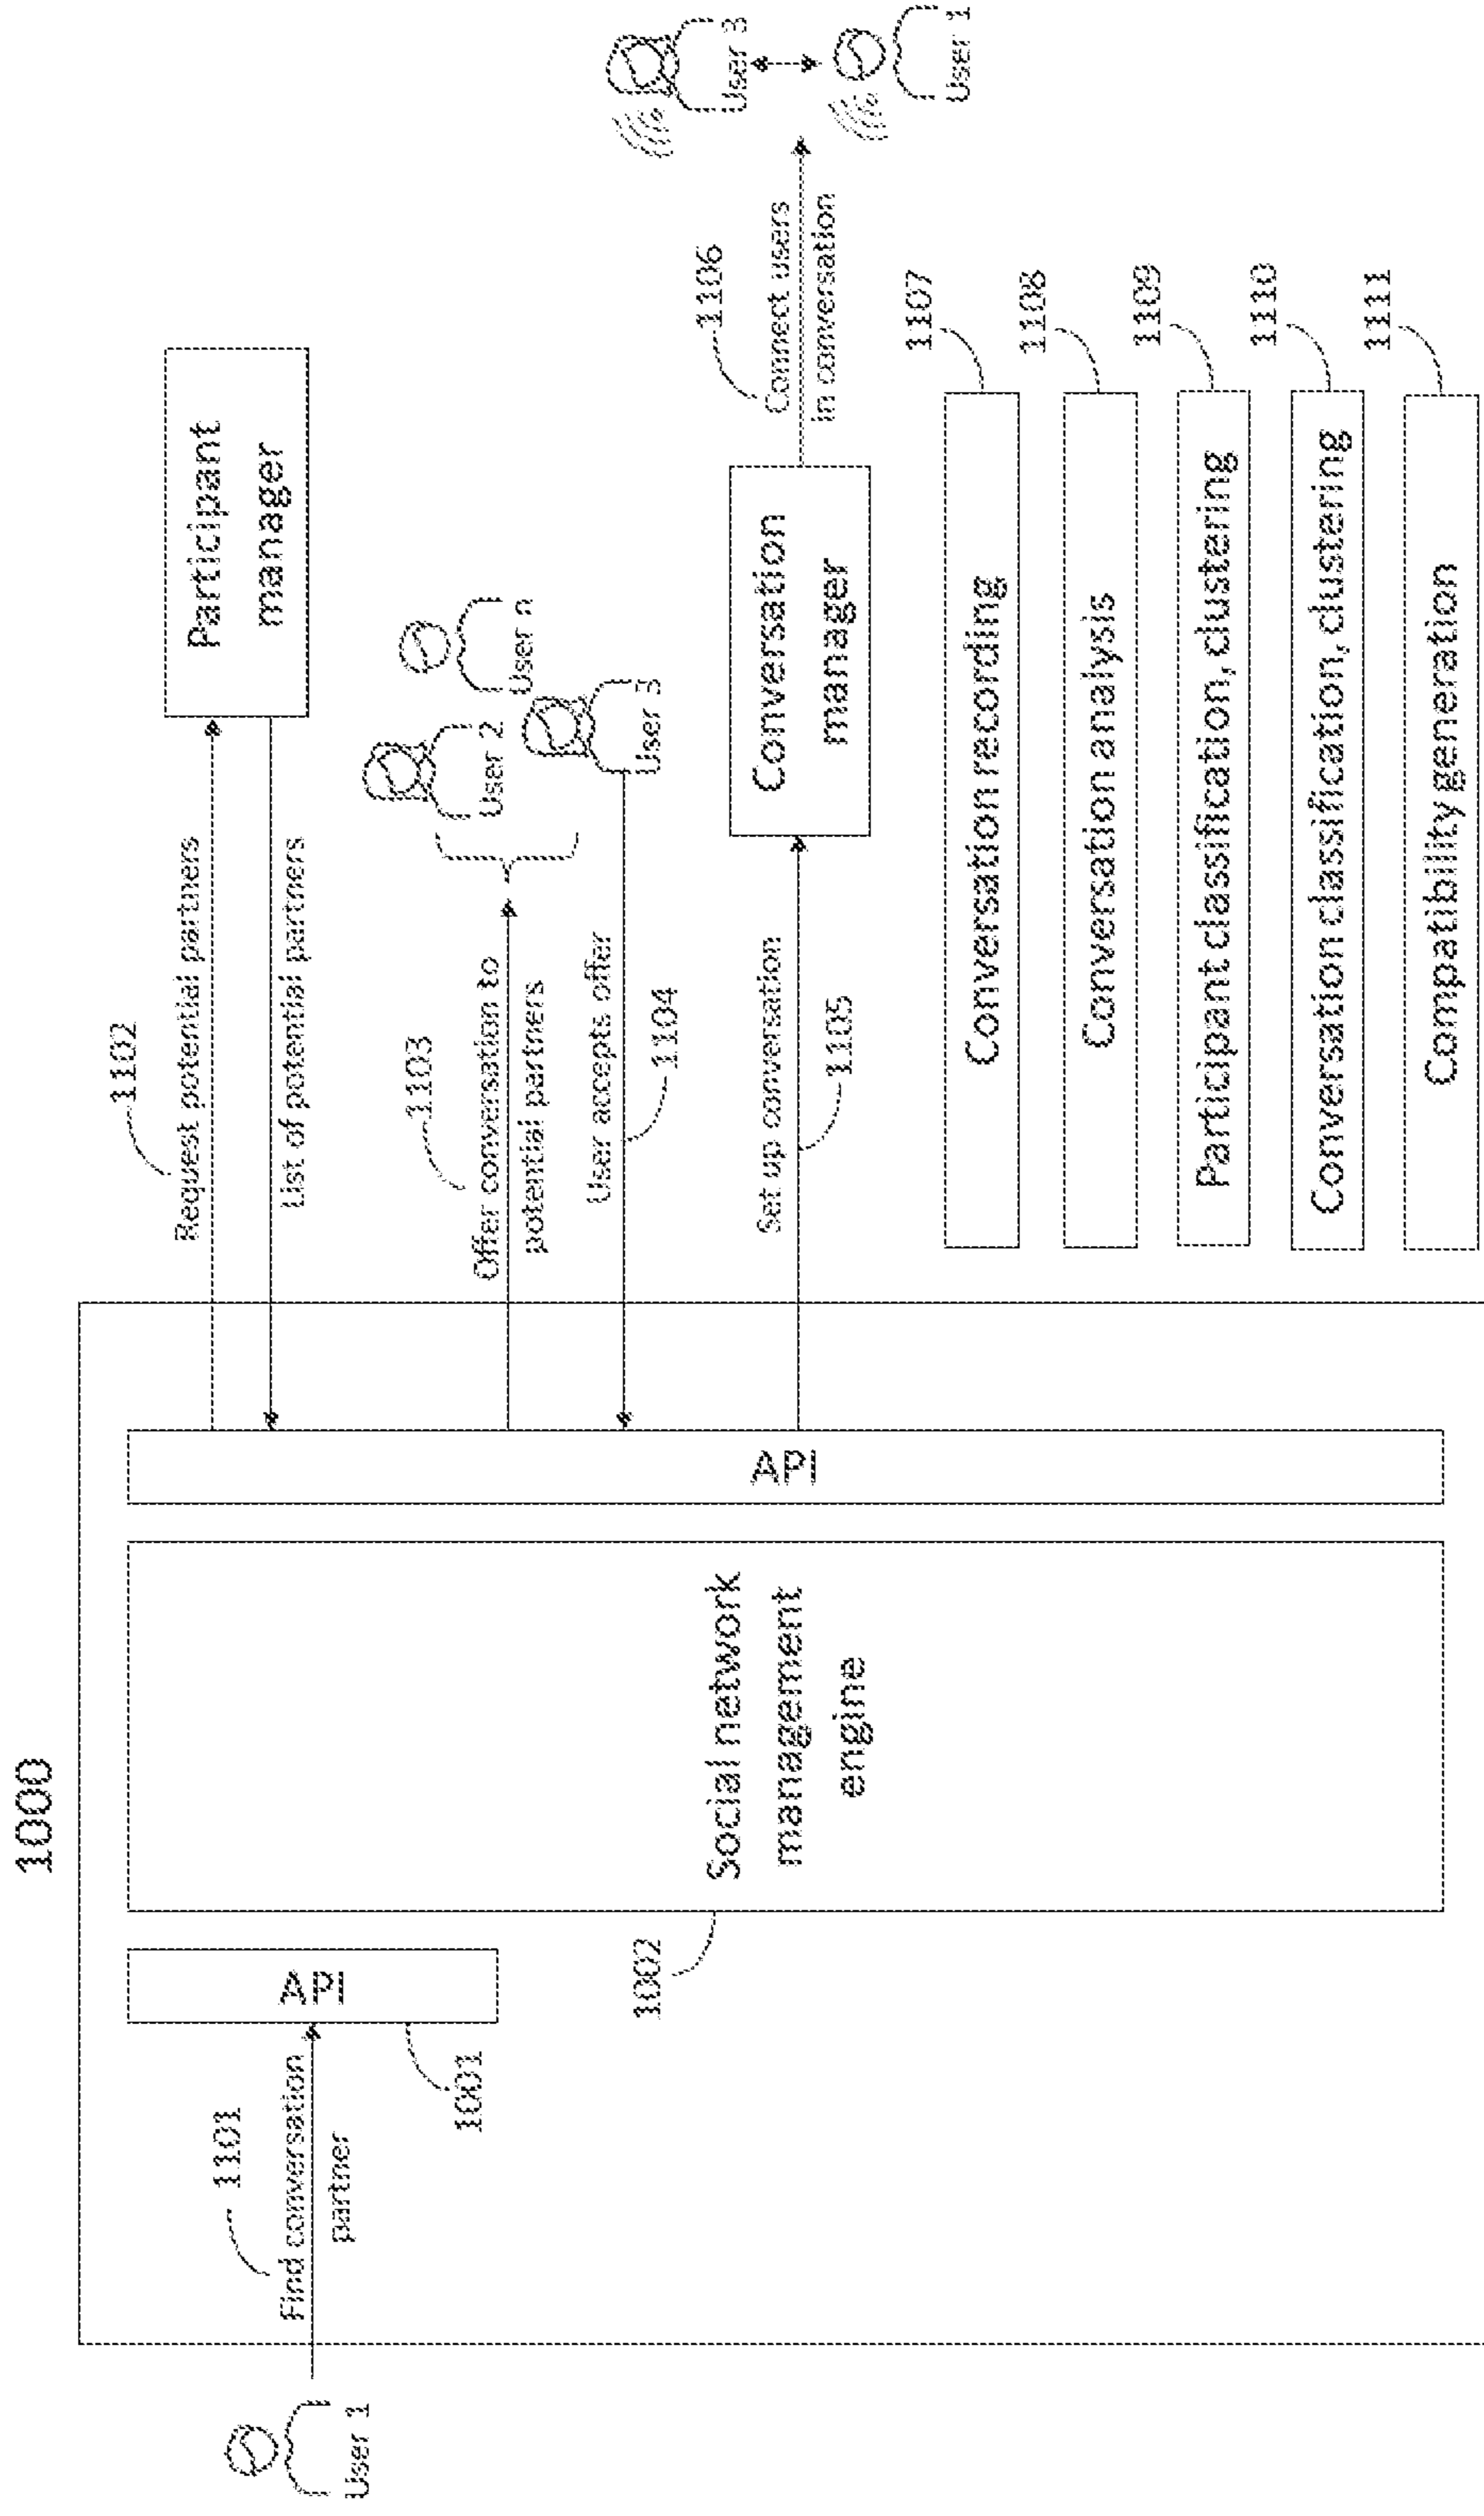 1000
User 1
1101
Find conversation
partner
API
1001
Social network
management
engine
1002
API
1102
Request potential partners
List of potential partners
Participant
manager
1103
Offer conversation to
potential partners
User 2
User n
User 3
User accepts offer
1104
Set up conversation
1105
Conversation
manager
1106
Connect users
in conversation
User 3
User 1
Conversation recording
1107
Conversation analysis
1108
Participant classification, clustering
1109
Conversation classification, clustering
1110
Compatibility generation
1111